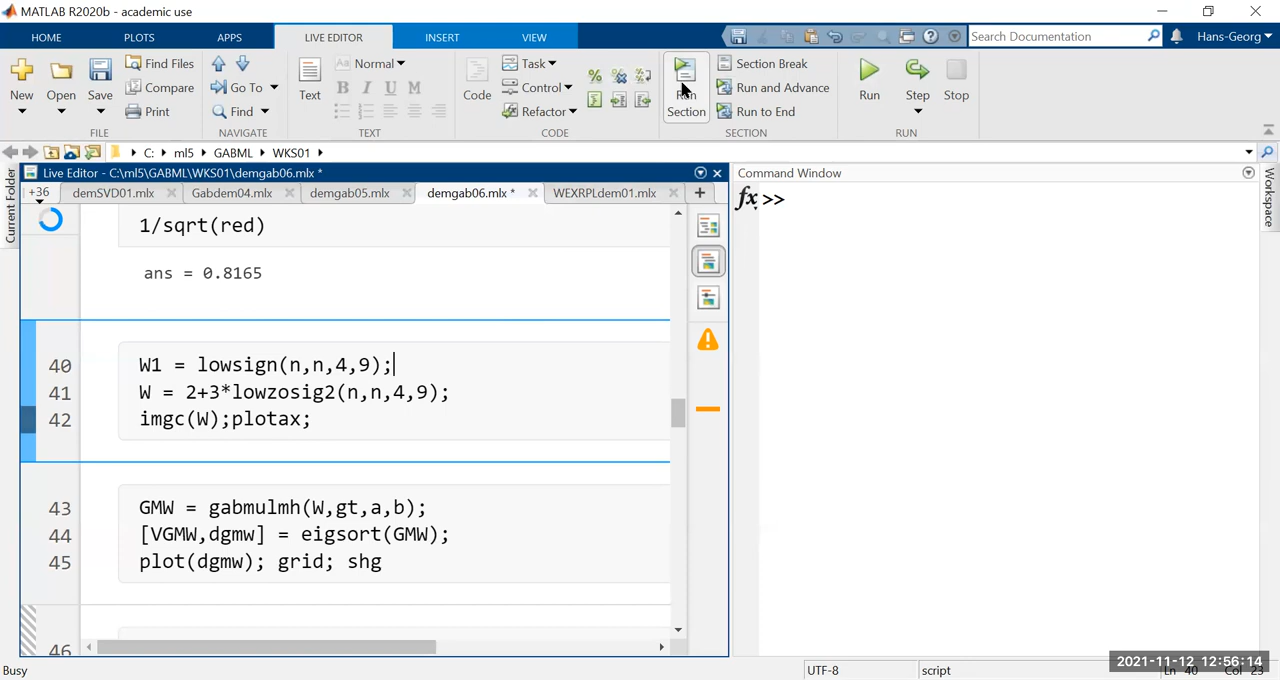 MATLAB R2020b - academic use
HOME PLOTS APPS LIVE EDITOR INSERT VIEW Search Documentation Hans-Georg
New Open Save Find Files Compare Print
FILE
Go To Find
NAVIGATE
Text Aa Normal B I U M
TEXT
Code Task Control Refactor
CODE
Run Section Section Break Run and Advance Run to End
SECTION
Run Step Stop
RUN
C: ml5 GABML WKS01
Current Folder
Live Editor - C:\ml5\GABML\WKS01\demgab06.mlx *
+36 demSVD01.mlx Gabdem04.mlx demgab05.mlx demgab06.mlx * WEXRPLdem01.mlx +
1/sqrt(red)
ans = 0.8165
40 W1 = lowsign(n,n,4,9);
41 W = 2+3*lowzosig2(n,n,4,9);
42 imgc(W);plotax;
43 GMW = gabmulmh(W,gt,a,b);
44 [VGMW,dgmw] = eigsort(GMW);
45 plot(dgmw); grid; shg
46
Command Window
fx >>
Workspace
Busy UTF-8 script Ln 40 Col 23
2021-11-12 12:56:14